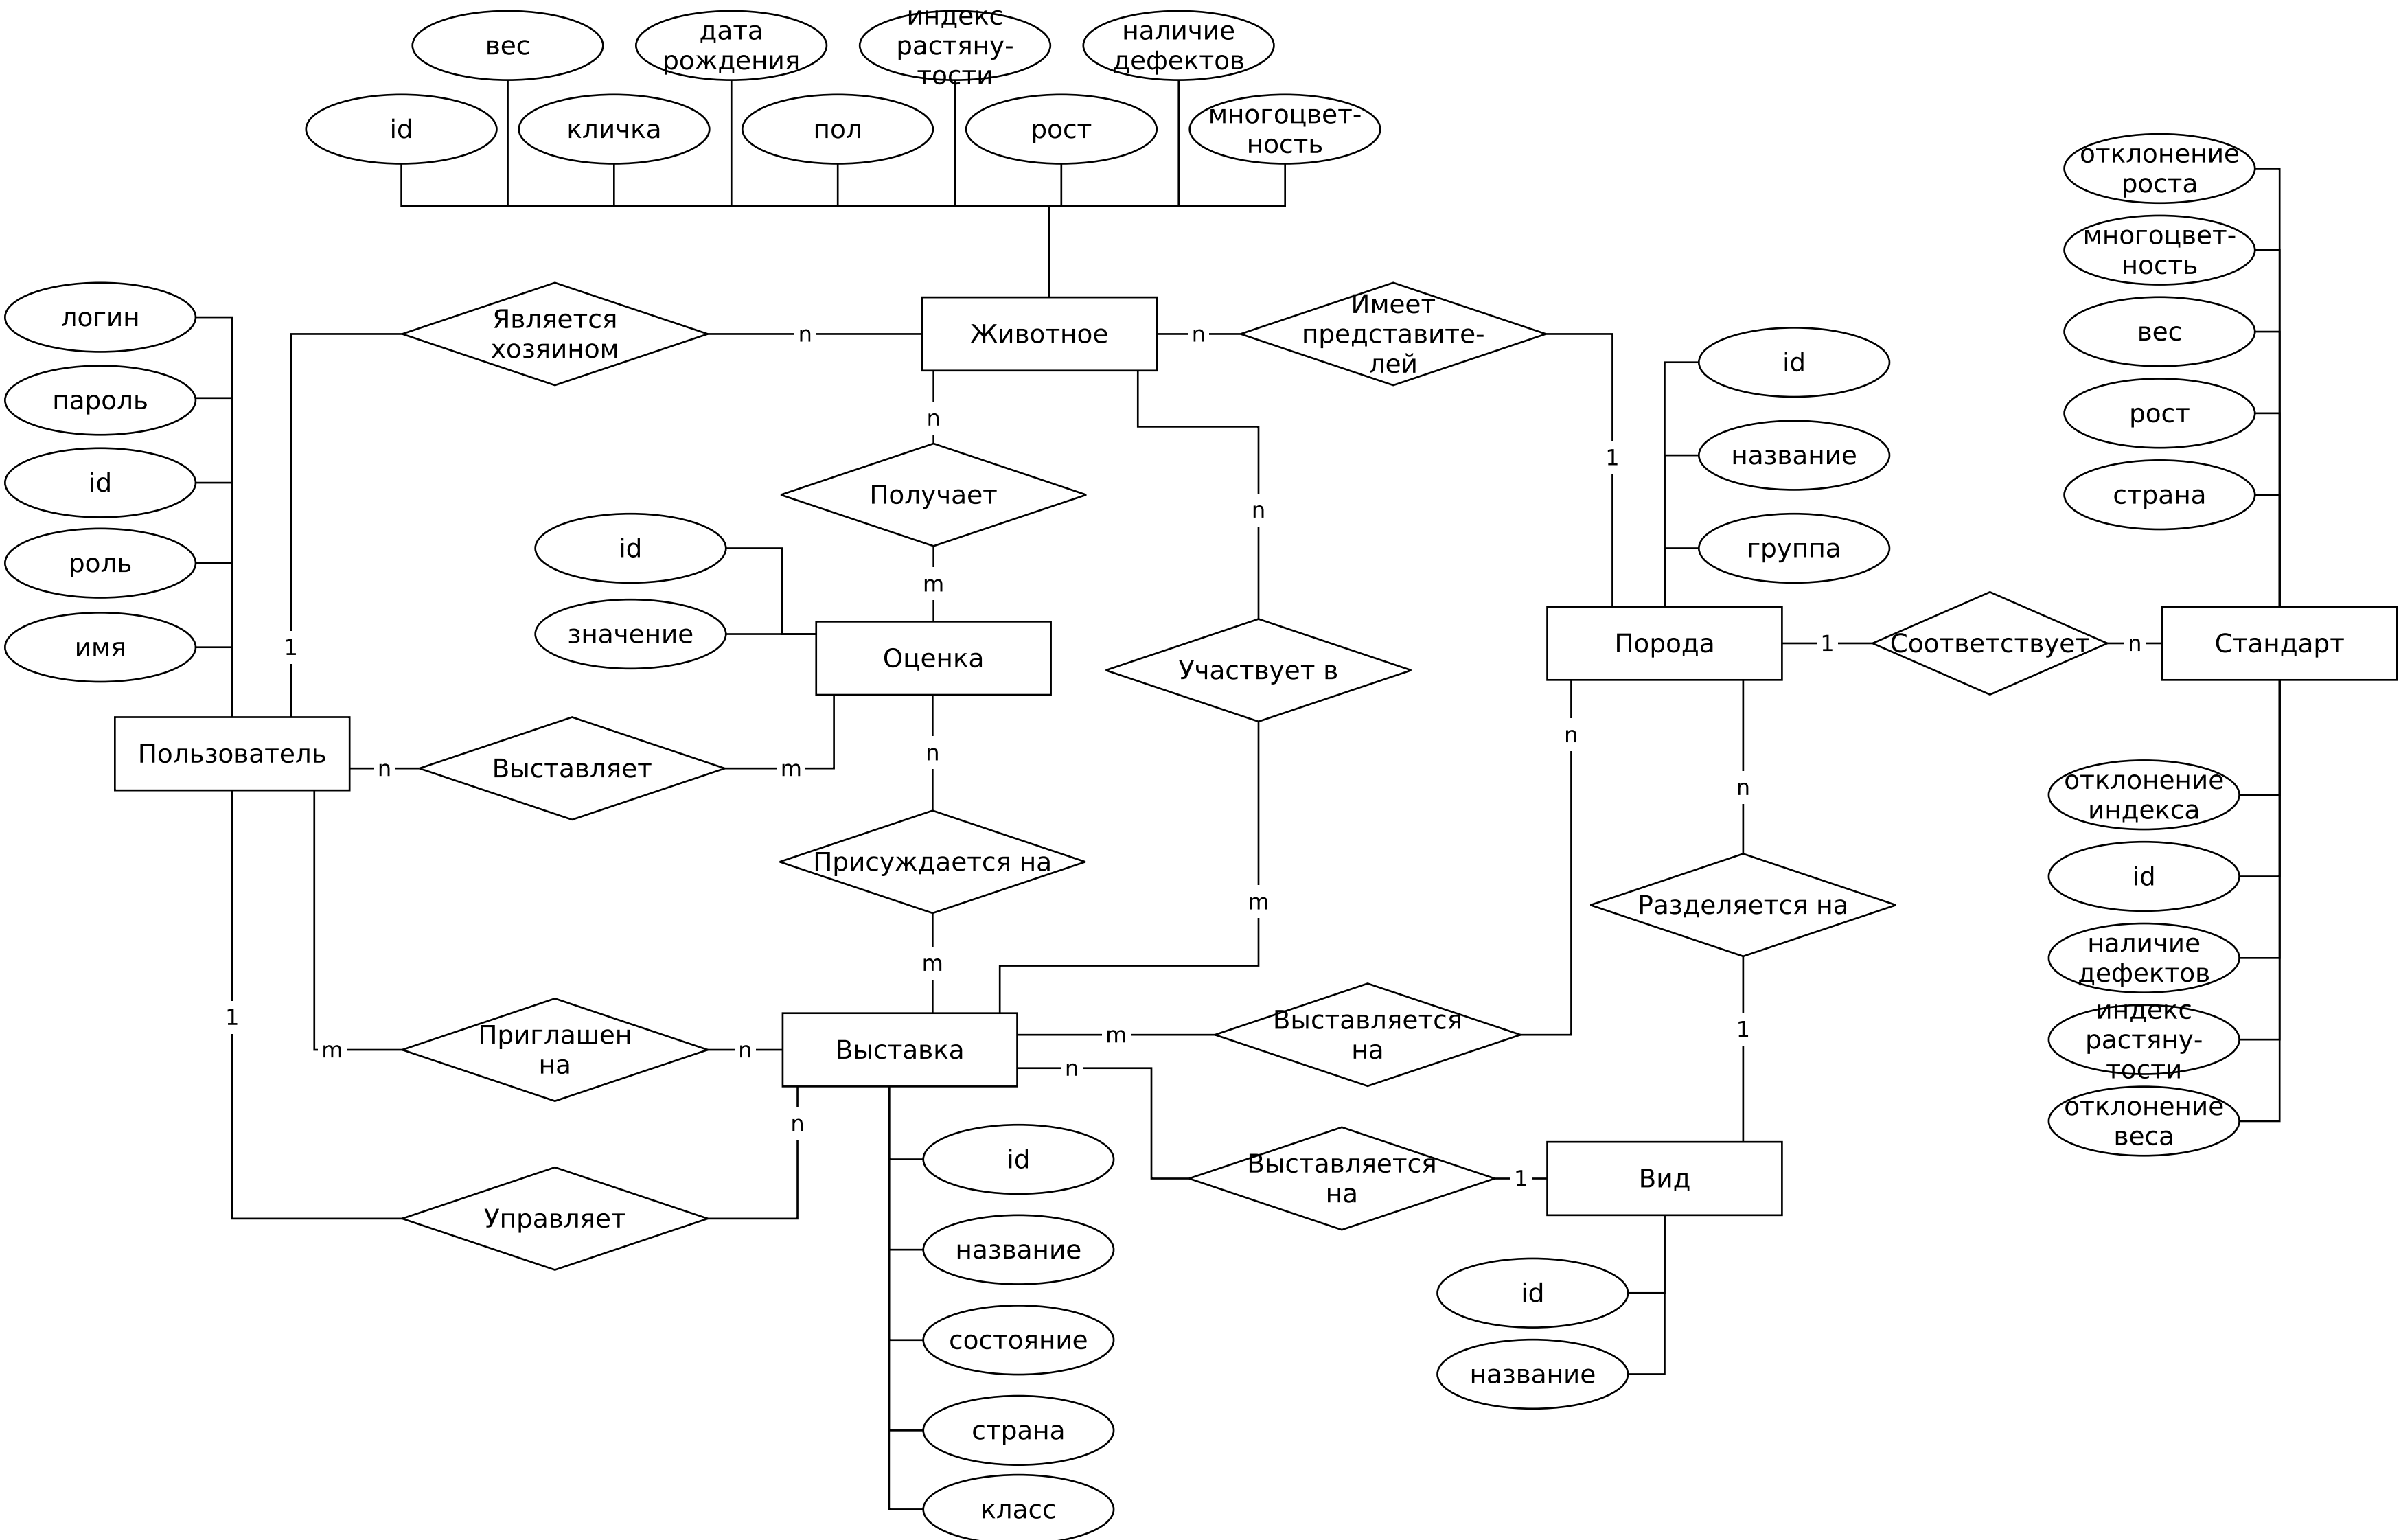 вес
дата
рождения
индекс
растяну-
тости
наличие
дефектов
id
кличка
пол
рост
многоцвет-
ность
отклонение
роста
многоцвет-
ность
вес
рост
страна
логин
пароль
id
роль
имя
Является
хозяином
n
1
Животное
n
Имеет
представите-
лей
1
id
название
группа
n
Получает
m
n
Участвует в
m
id
значение
Оценка
Порода
1
Соответствует
n
Стандарт
Пользователь
n
Выставляет
m
n
Присуждается на
m
n
n
Разделяется на
1
отклонение
индекса
id
наличие
дефектов
индекс
растяну-
тости
отклонение
веса
1
m
Приглашен
на
n
Выставка
m
Выставляется
на
n
n
Управляет
Выставляется
на
1
Вид
id
название
состояние
страна
класс
id
название